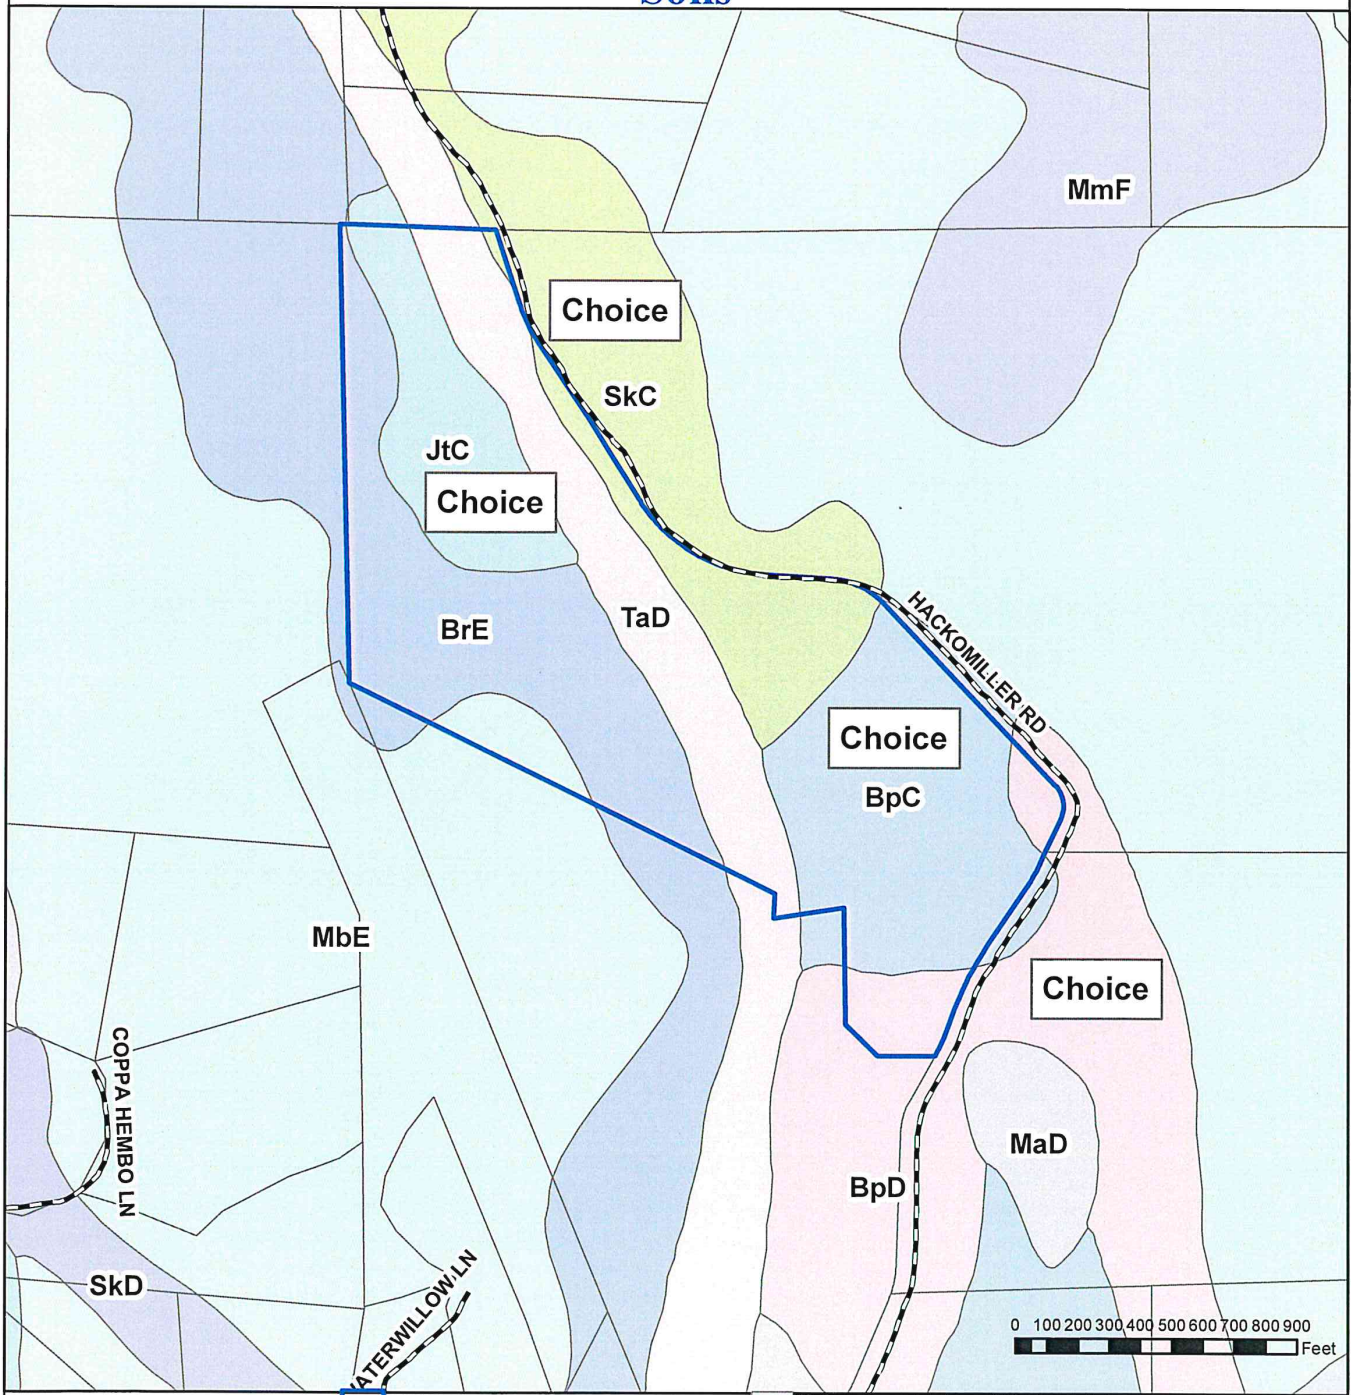 Soils
MmF
Choice
SkC
JtC
Choice
BrE
TaD
HACKOMILLER RD
Choice
BpC
MbE
Choice
COPPA HEMBO LN
MaD
BpD
SkD
WATERWILLOW LN
0 100 200 300 400 500 600 700 800 900
Feet